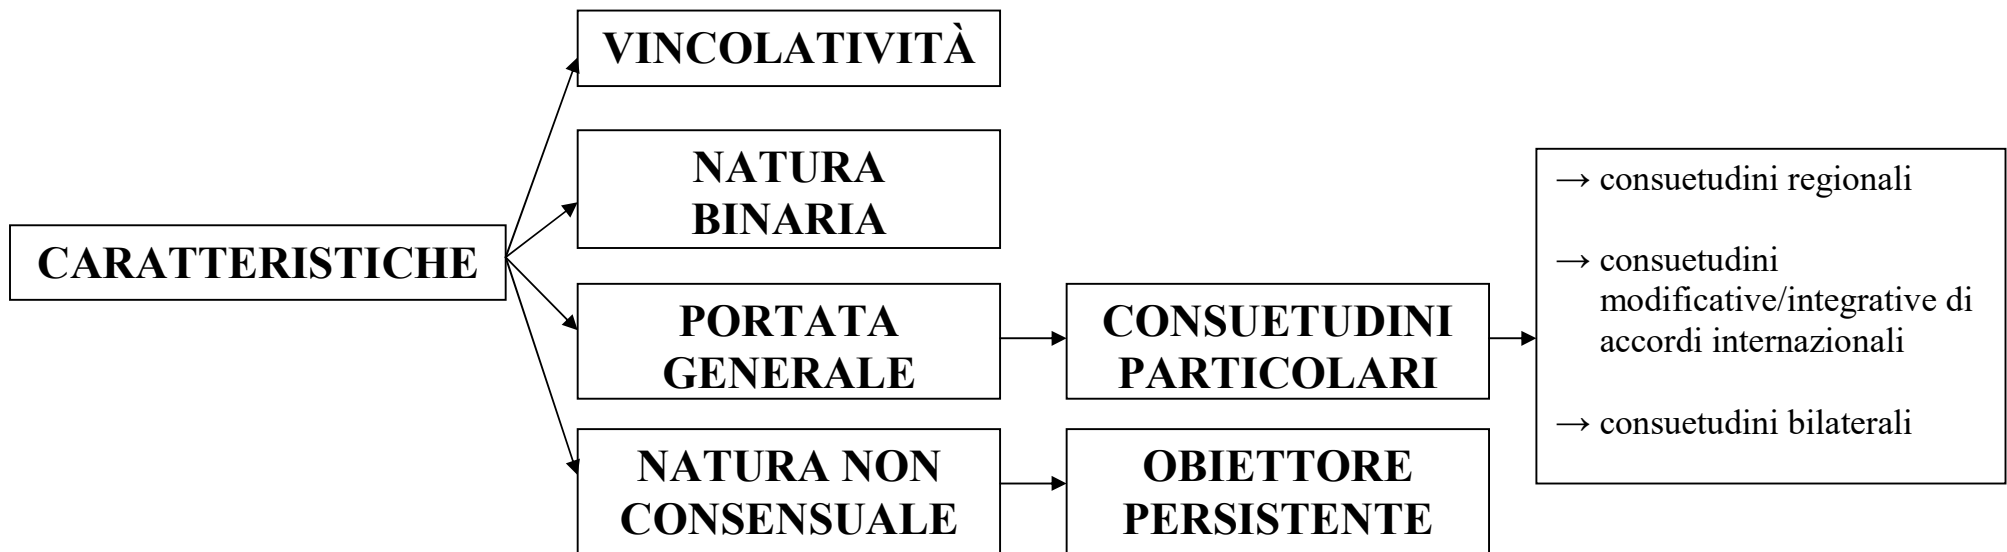 CARATTERISTICHE
VINCOLATIVITÀ
NATURA
BINARIA
PORTATA
GENERALE
NATURA NON
CONSENSUALE
CONSUETUDINI
PARTICOLARI
OBIETTORE
PERSISTENTE
→ consuetudini regionali
→ consuetudini
modificative/integrative di
accordi internazionali
→ consuetudini bilaterali